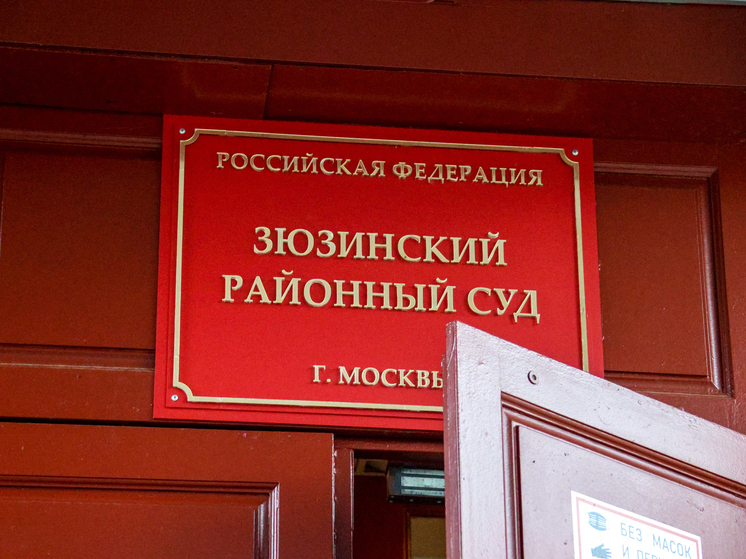 РОССИЙСКАЯ ФЕДЕРАЦИЯ
ЗЮЗИНСКИЙ
РАЙОННЫЙ СУД
Г. МОСКВЫ
БЕЗ МАСОК
И